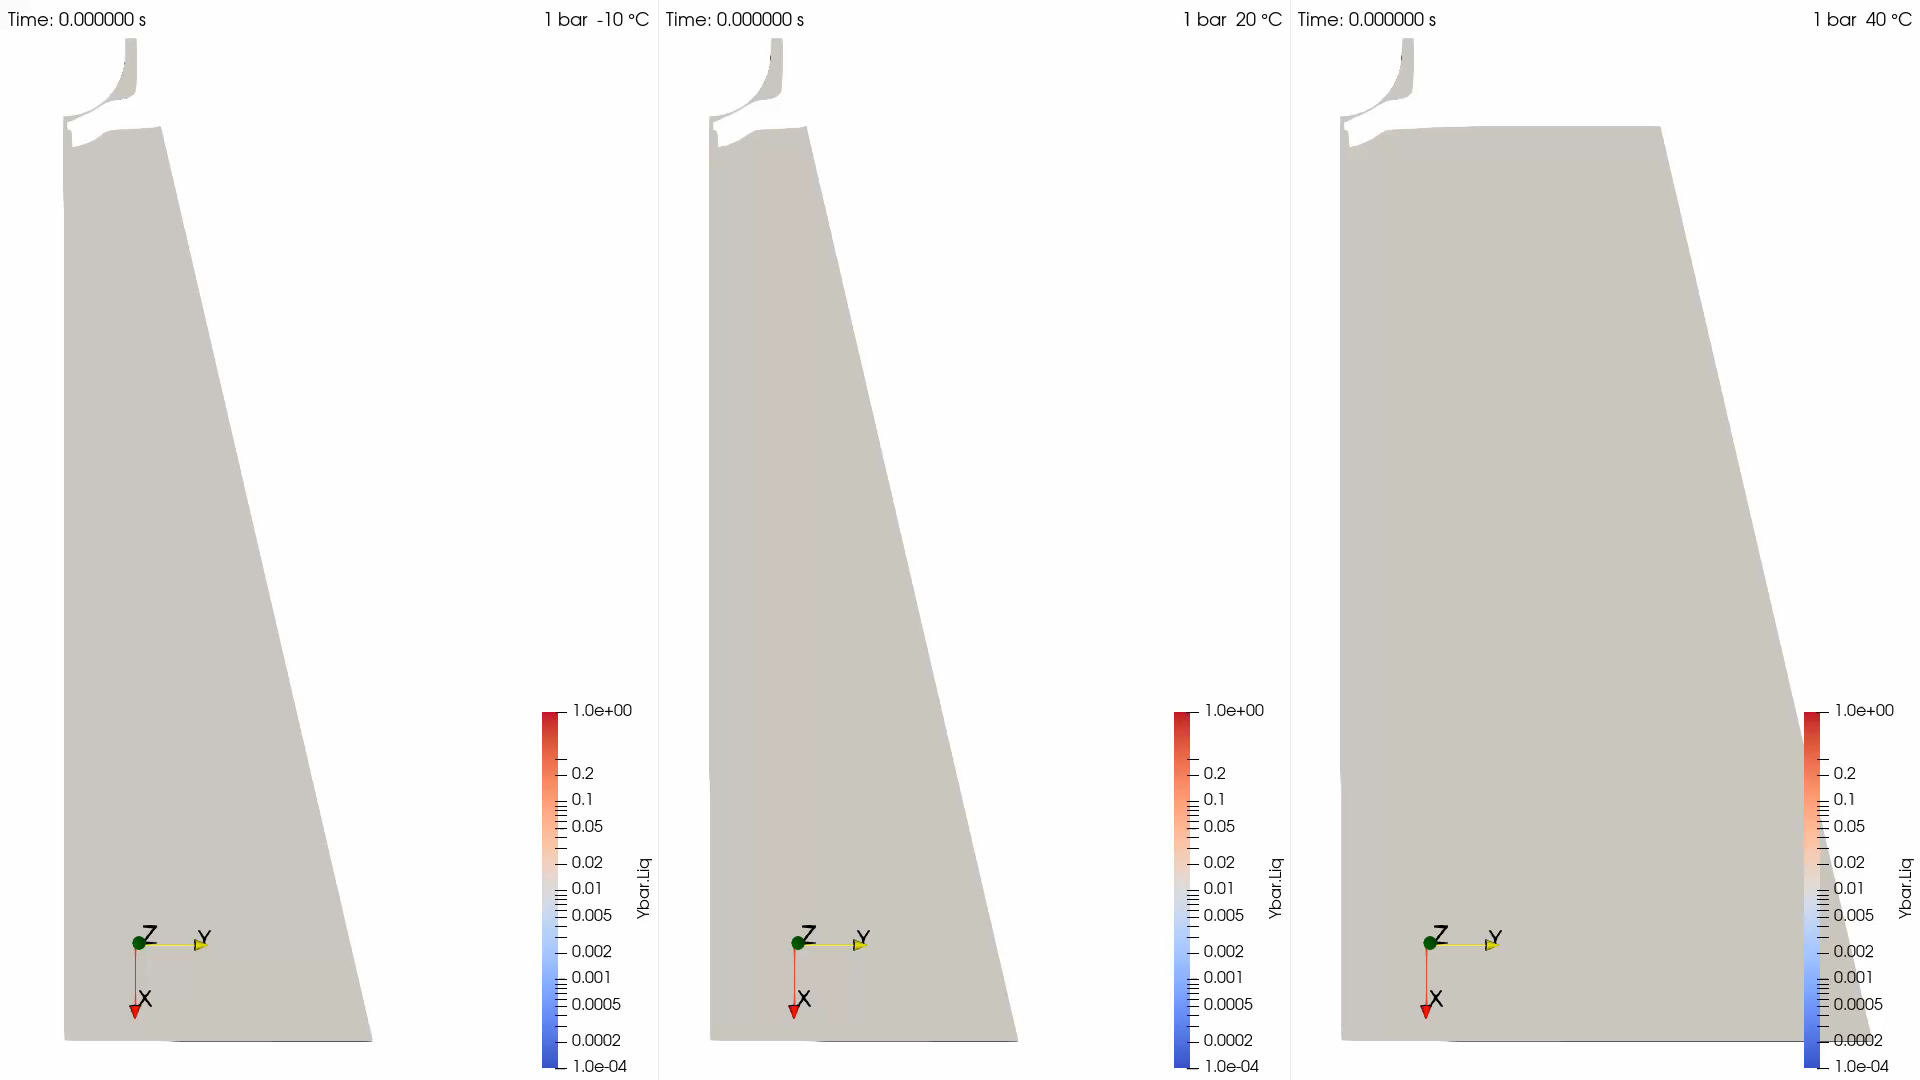 Time: 0.000000 s
1 bar -10 °C
Time: 0.000000 s
1 bar 20 °C
Time: 0.000000 s
1 bar 40 °C
Z
Y
X
1.0e+00
0.2
0.1
0.05
0.02
0.01
0.005
0.002
0.001
0.0005
0.0002
1.0e-04
Ybar.Liq
Z
Y
X
1.0e+00
0.2
0.1
0.05
0.02
0.01
0.005
0.002
0.001
0.0005
0.0002
1.0e-04
Ybar.Liq
Z
Y
X
1.0e+00
0.2
0.1
0.05
0.02
0.01
0.005
0.002
0.001
0.0005
0.0002
1.0e-04
Ybar.Liq